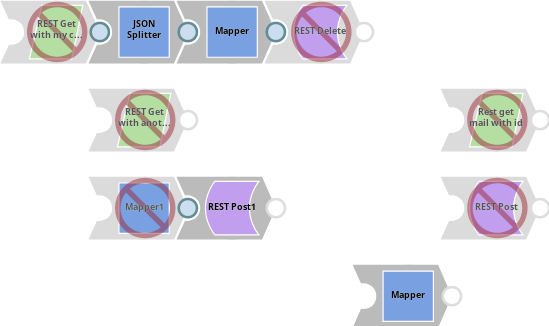 REST Get
with my c...
JSON
Splitter
Mapper
REST Delete
REST Get
with anot...
Rest get
mail with id
Mapper1
REST Post1
REST Post
Mapper